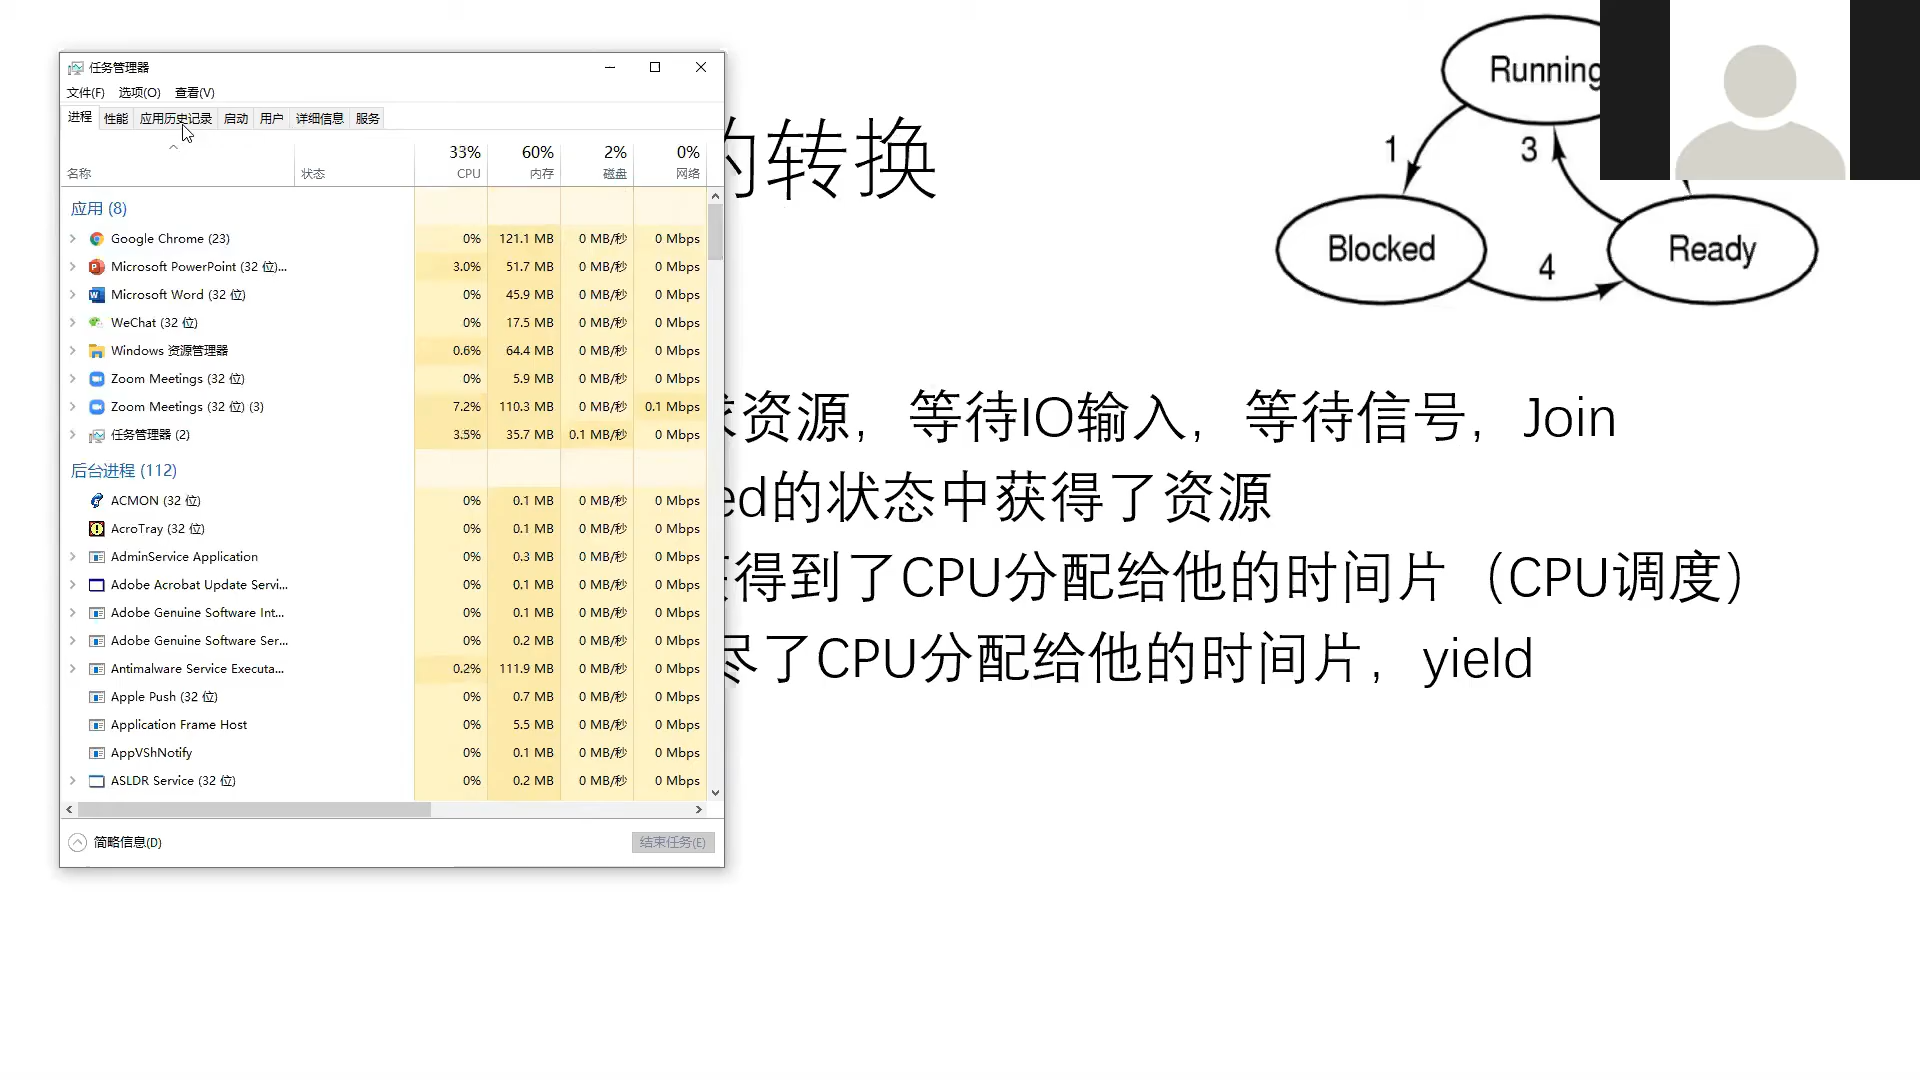 任务管理器
文件(F) 选项(O) 查看(V)
进程 性能 应用历史记录 启动 用户 详细信息 服务
33% 60% 2% 0%
名称 状态 CPU 内存 磁盘 网络
应用 (8)
Google Chrome (23) 0% 121.1 MB 0 MB/秒 0 Mbps
Microsoft PowerPoint (32 位)... 3.0% 51.7 MB 0 MB/秒 0 Mbps
Microsoft Word (32 位) 0% 45.9 MB 0 MB/秒 0 Mbps
WeChat (32 位) 0% 17.5 MB 0 MB/秒 0 Mbps
Windows 资源管理器 0.6% 64.4 MB 0 MB/秒 0 Mbps
Zoom Meetings (32 位) 0% 5.9 MB 0 MB/秒 0 Mbps
Zoom Meetings (32 位) (3) 7.2% 110.3 MB 0 MB/秒 0.1 Mbps
任务管理器 (2) 3.5% 35.7 MB 0.1 MB/秒 0 Mbps
后台进程 (112)
ACMON (32 位) 0% 0.1 MB 0 MB/秒 0 Mbps
AcroTray (32 位) 0% 0.1 MB 0 MB/秒 0 Mbps
AdminService Application 0% 0.3 MB 0 MB/秒 0 Mbps
Adobe Acrobat Update Servi... 0% 0.1 MB 0 MB/秒 0 Mbps
Adobe Genuine Software Int... 0% 0.1 MB 0 MB/秒 0 Mbps
Adobe Genuine Software Ser... 0% 0.2 MB 0 MB/秒 0 Mbps
Antimalware Service Executa... 0.2% 111.9 MB 0 MB/秒 0 Mbps
Apple Push (32 位) 0% 0.7 MB 0 MB/秒 0 Mbps
Application Frame Host 0% 5.5 MB 0 MB/秒 0 Mbps
AppVShNotify 0% 0.1 MB 0 MB/秒 0 Mbps
ASLDR Service (32 位) 0% 0.2 MB 0 MB/秒 0 Mbps
简略信息(D) 结束任务(E)
的转换
Running
1 3
Blocked 4 Ready
资源，等待IO输入，等待信号，Join
ed的状态中获得了资源
得到了CPU分配给他的时间片（CPU调度）
尽了CPU分配给他的时间片，yield